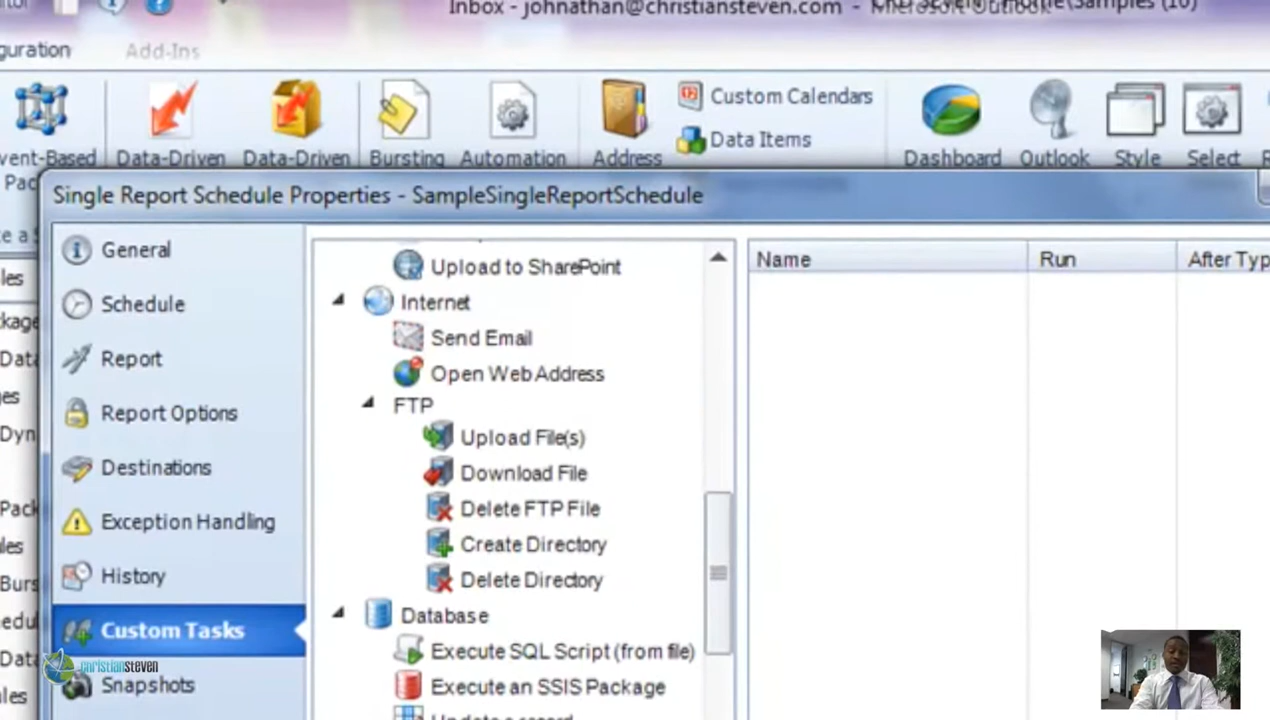 Inbox - johnathan@christiansteven.com - Microsoft Outlook
Add-Ins
Data-Driven
Data-Driven
Bursting
Automation
Address
Custom Calendars
Data Items
Dashboard
Outlook
Style
Select
Single Report Schedule Properties - SampleSingleReportSchedule
General
Schedule
Report
Report Options
Destinations
Exception Handling
History
Custom Tasks
Snapshots
Upload to SharePoint
Internet
Send Email
Open Web Address
FTP
Upload File(s)
Download File
Delete FTP File
Create Directory
Delete Directory
Database
Execute SQL Script (from file)
Execute an SSIS Package
Update a record
Name
Run
After Typ
christiansteven